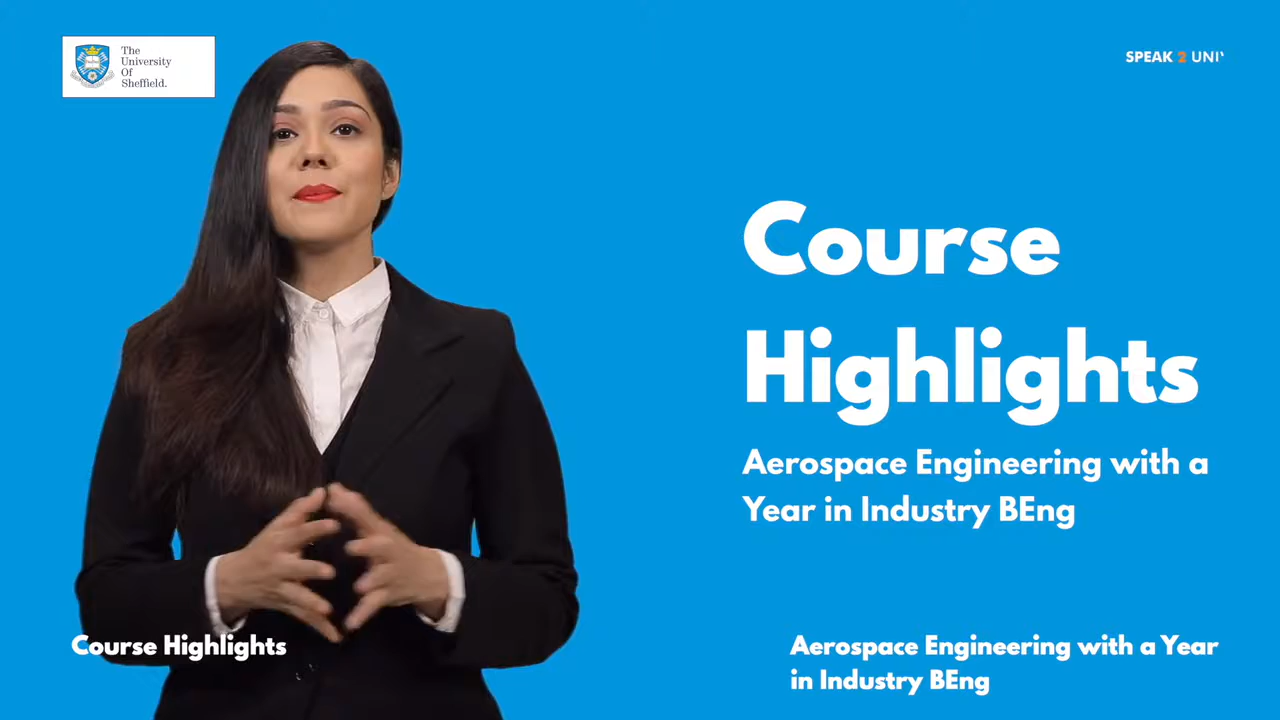 The
University
Of
Sheffield.
SPEAK 2 UNI
Course
Highlights
Aerospace Engineering with a
Year in Industry BEng
Course Highlights
Aerospace Engineering with a Year
in Industry BEng